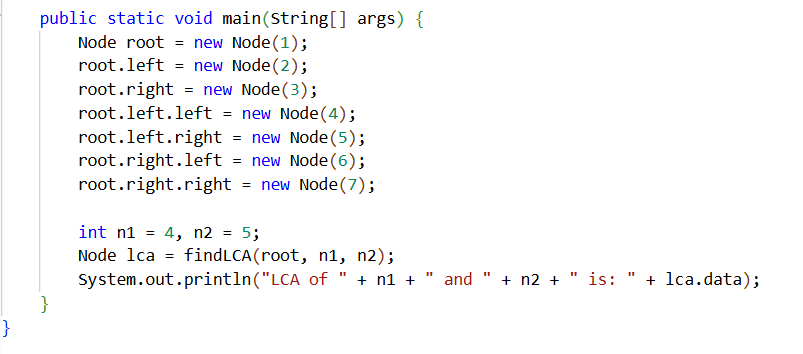 public static void main(String[] args) {
Node root = new Node(1);
root.left = new Node(2);
root.right = new Node(3);
root.left.left = new Node(4);
root.left.right = new Node(5);
root.right.left = new Node(6);
root.right.right = new Node(7);
int n1 = 4, n2 = 5;
Node lca = findLCA(root, n1, n2);
System.out.println("LCA of " + n1 + " and " + n2 + " is: " + lca.data);
}
}